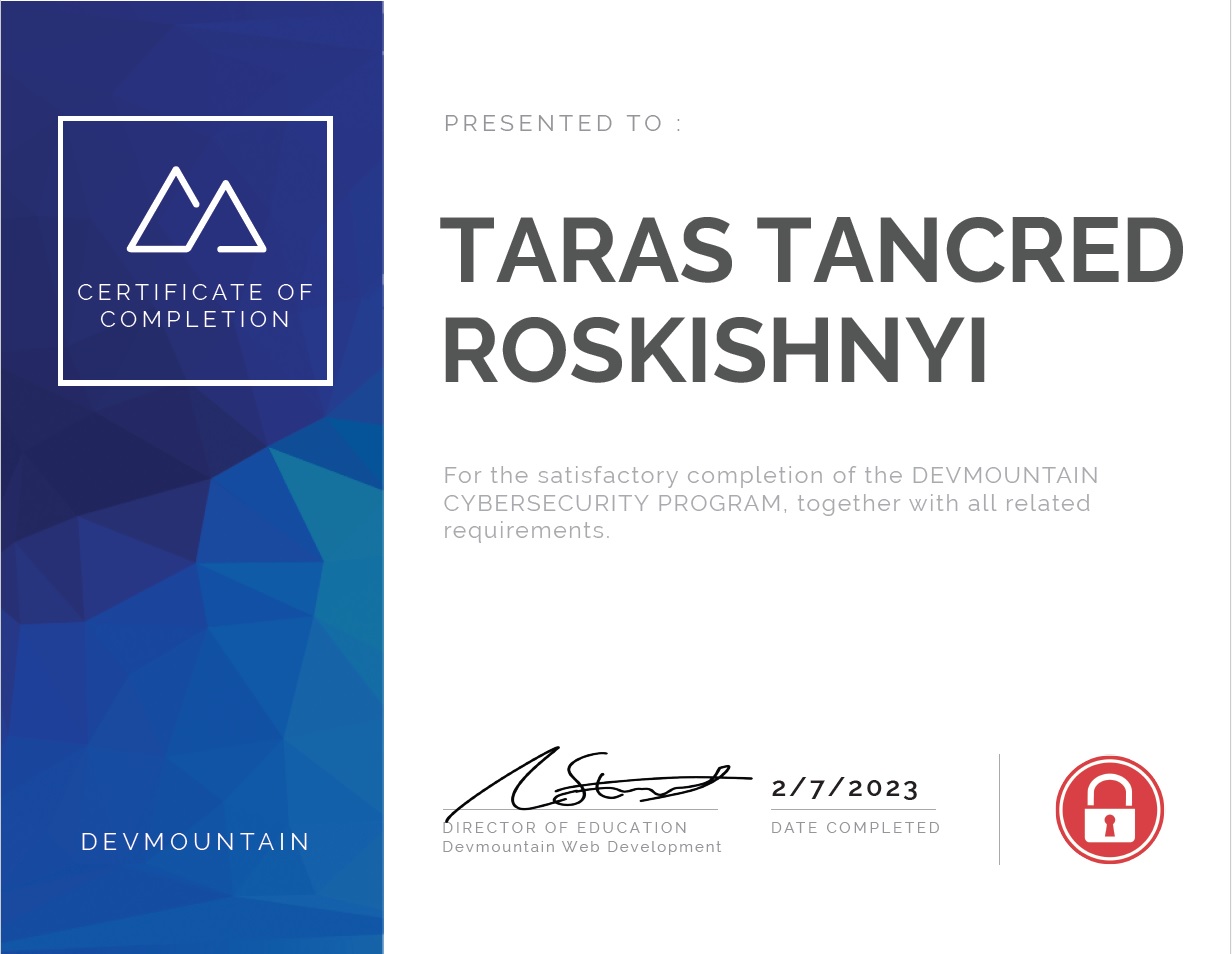 CERTIFICATE OF
COMPLETION
DEVMOUNTAIN
PRESENTED TO :
TARAS TANCRED
ROSKISHNYI
For the satisfactory completion of the DEVMOUNTAIN
CYBERSECURITY PROGRAM, together with all related
requirements.
DIRECTOR OF EDUCATION
Devmountain Web Development
2/7/2023
DATE COMPLETED